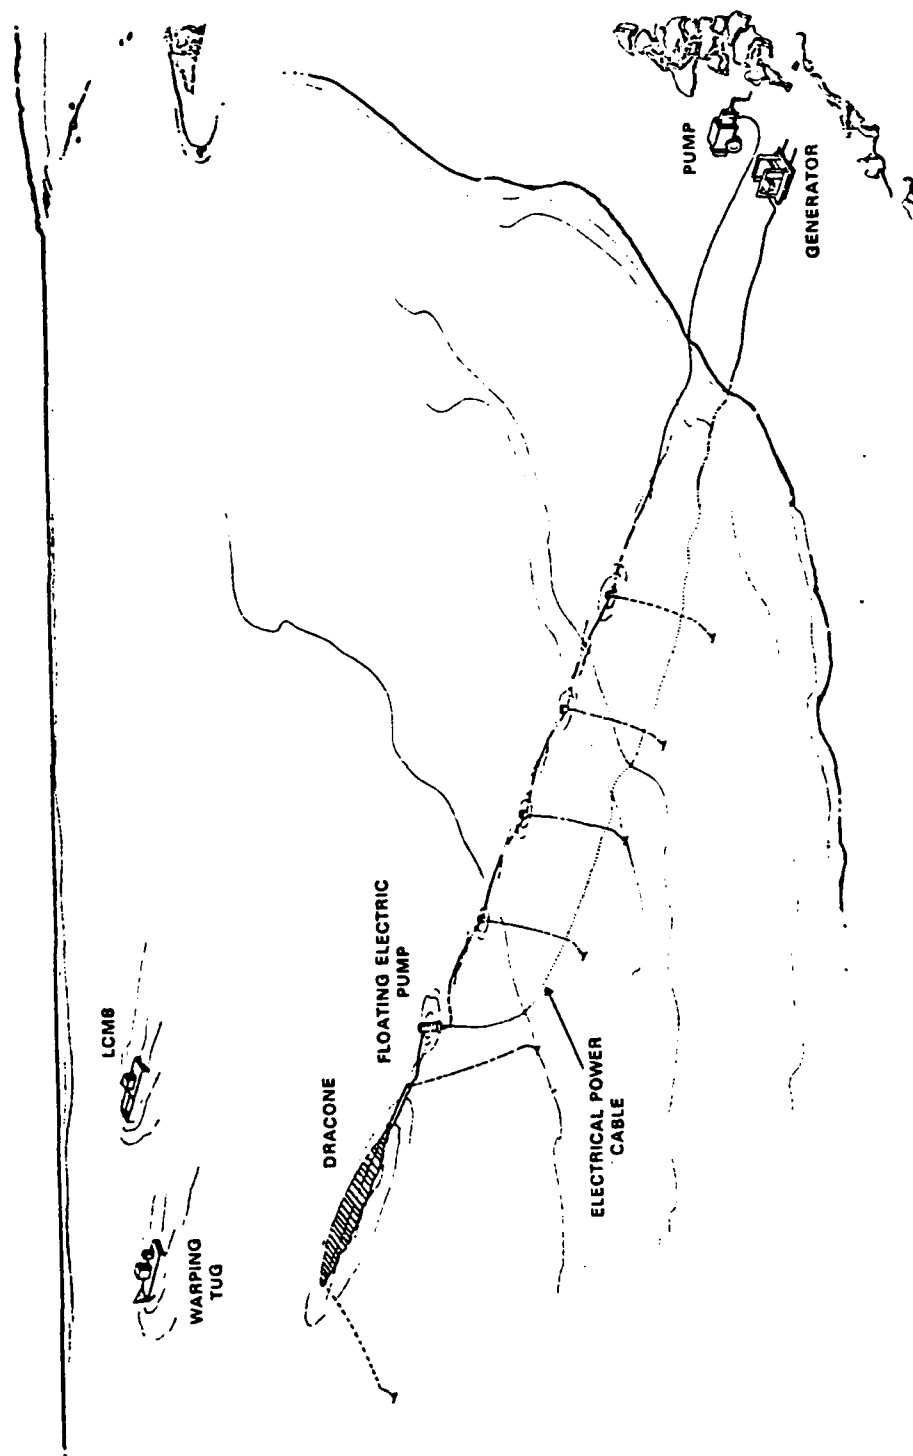 LCM8
WARPING
TUG
DRACONE
FLOATING ELECTRIC
PUMP
ELECTRICAL POWER
CABLE
PUMP
GENERATOR